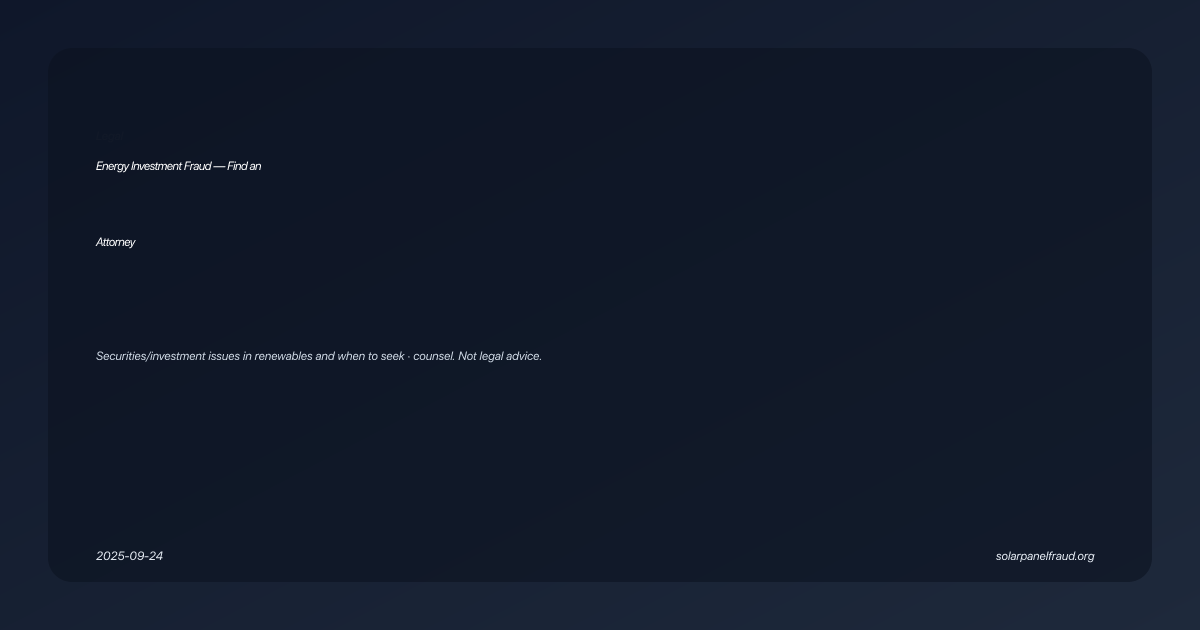 Energy Investment Fraud — Find an
Attorney
Securities/investment issues in renewables and when to seek · counsel. Not legal advice.
2025-09-24
solarpanelfraud.org